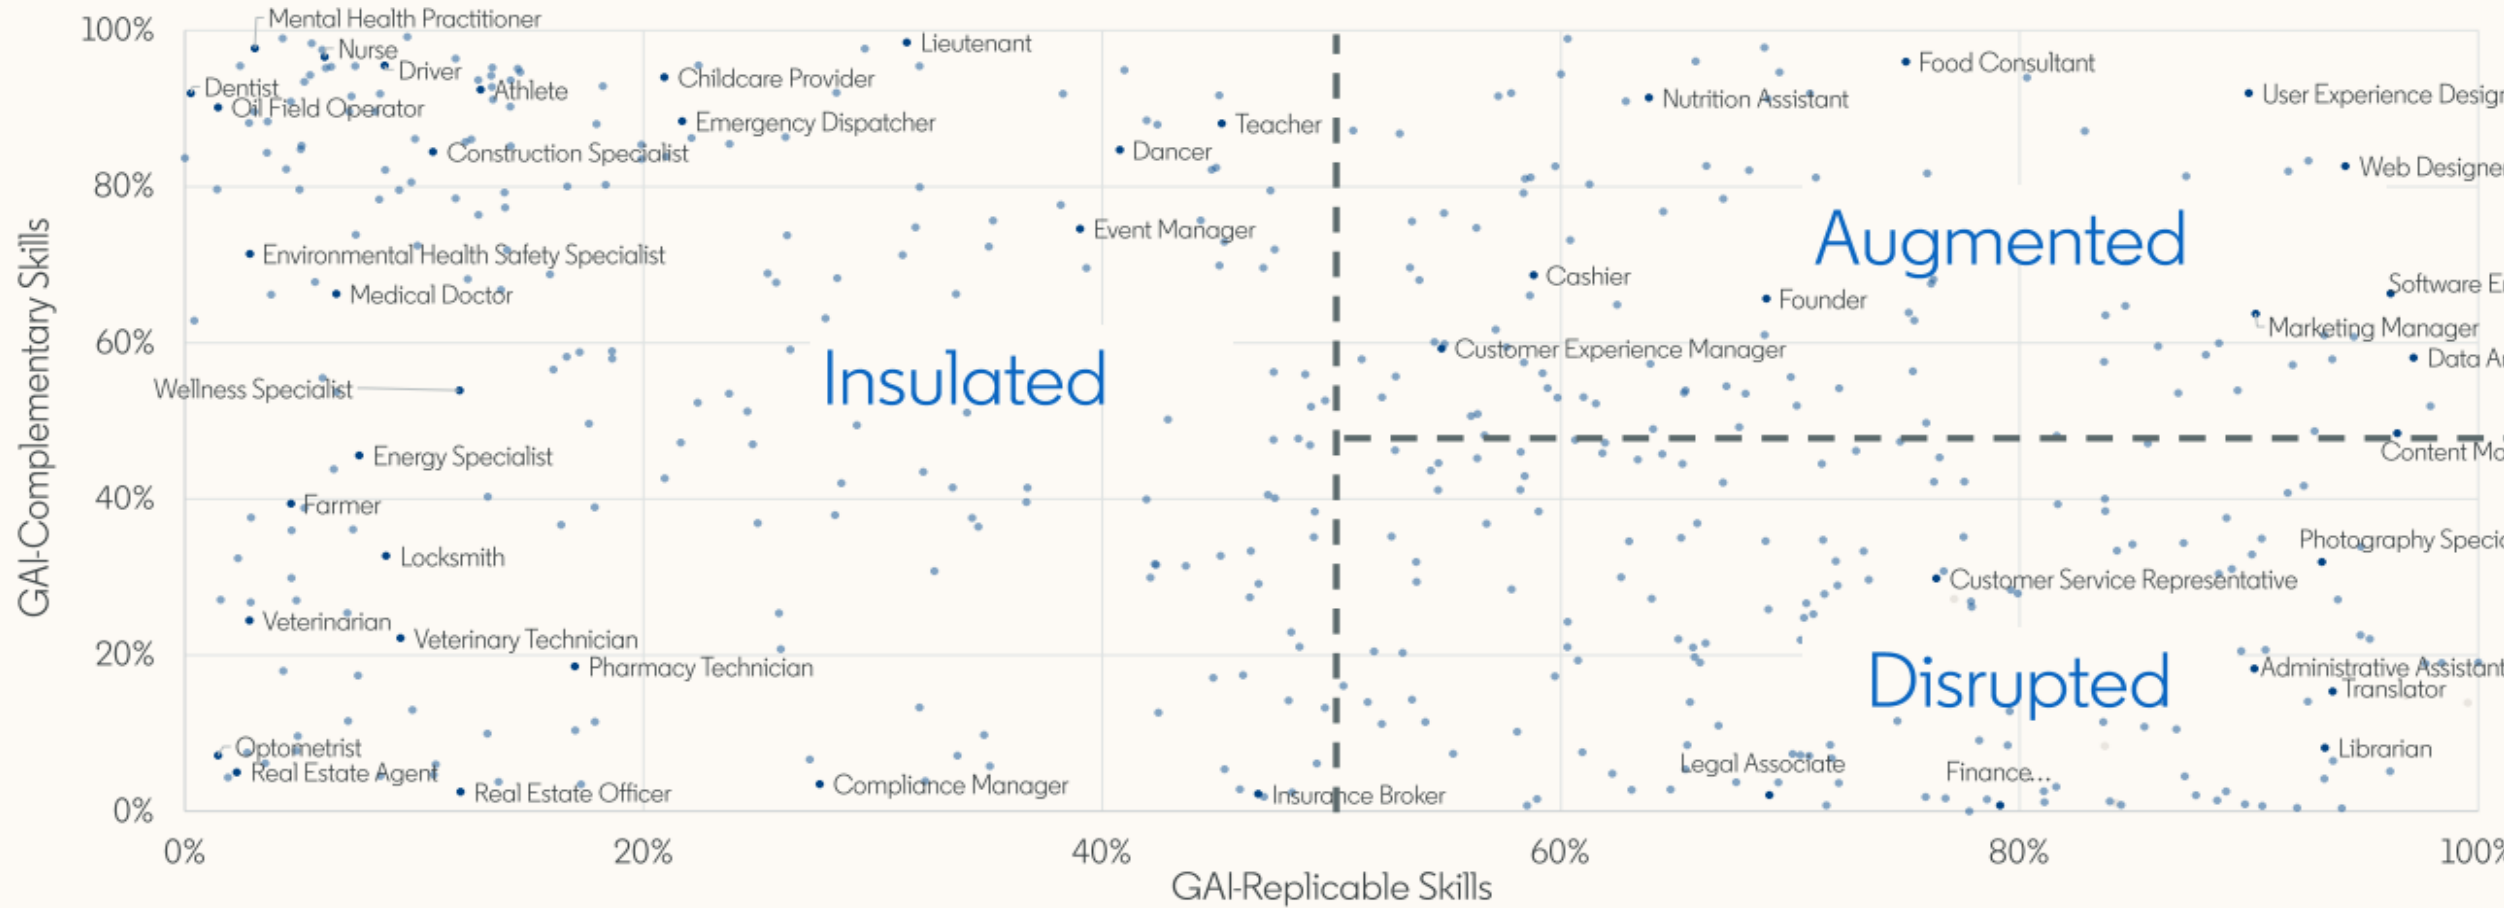 Mental Health Practitioner
100%
Nurse
Lieutenant
Driver
Food Consultant
Childcare Provider
Dentist
Athlete
Nutrition Assistant
User Experience Desig
Oil Field Operator
Emergency Dispatcher
Teacher
Construction Specialist
Dancer
Web Designe
80%
Event Manager
Augmented
Environmental Health Safety Specialist
Cashier
Software E
Medical Doctor
Founder
Marketing Manager
60%
Customer Experience Manager
Data A
Insulated
Wellness Specialist
Content Mo
Energy Specialist
40%
Farmer
Photography Speci
Locksmith
Customer Service Representative
Veterinarian
Veterinary Technician
20%
Pharmacy Technician
Administrative Assistant
Disrupted
Translator
Optometrist
Librarian
Real Estate Agent
Legal Associate
Finance...
Real Estate Officer
Compliance Manager
Insurance Broker
0%
GAI-Complementary Skills
0%
20%
40%
60%
80%
100%
GAI-Replicable Skills